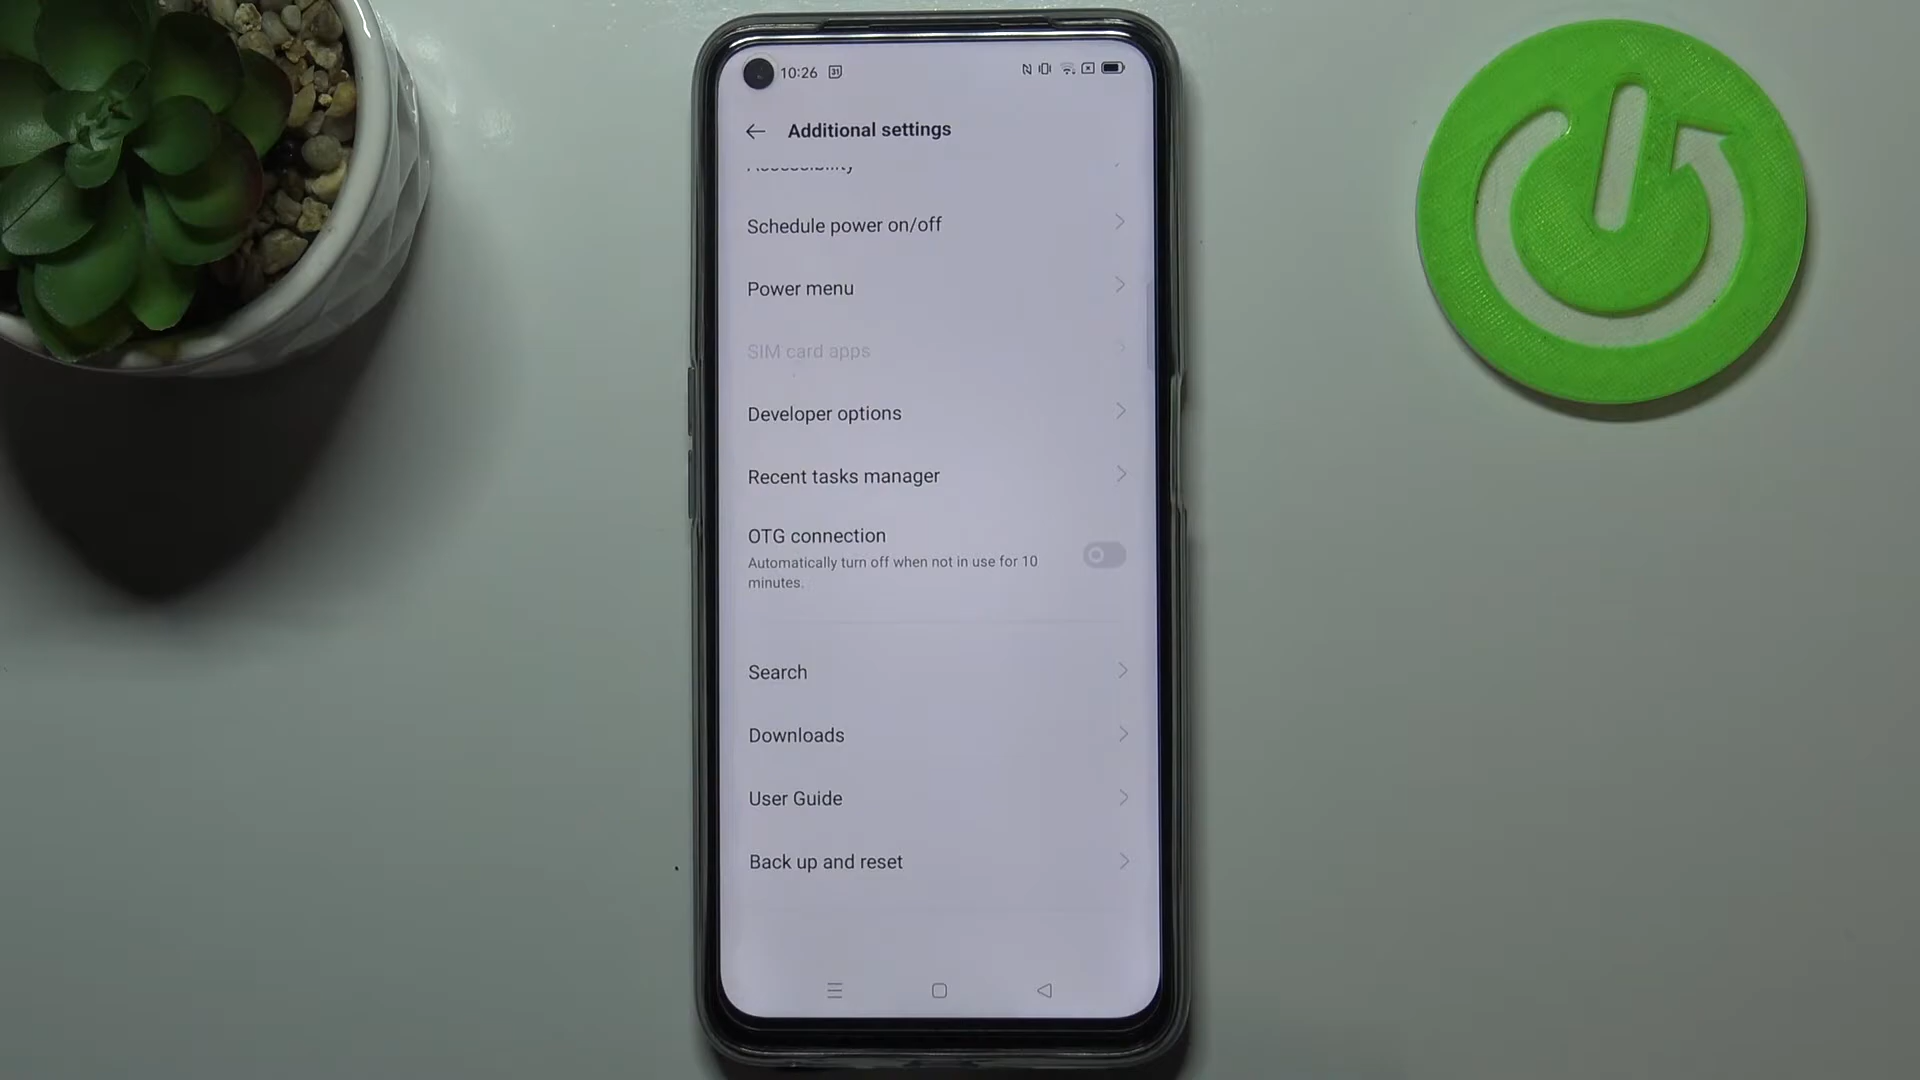 10:26
Additional settings
Accessibility
Schedule power on/off
Power menu
SIM card apps
Developer options
Recent tasks manager
OTG connection
Automatically turn off when not in use for 10
minutes.
Search
Downloads
User Guide
Back up and reset